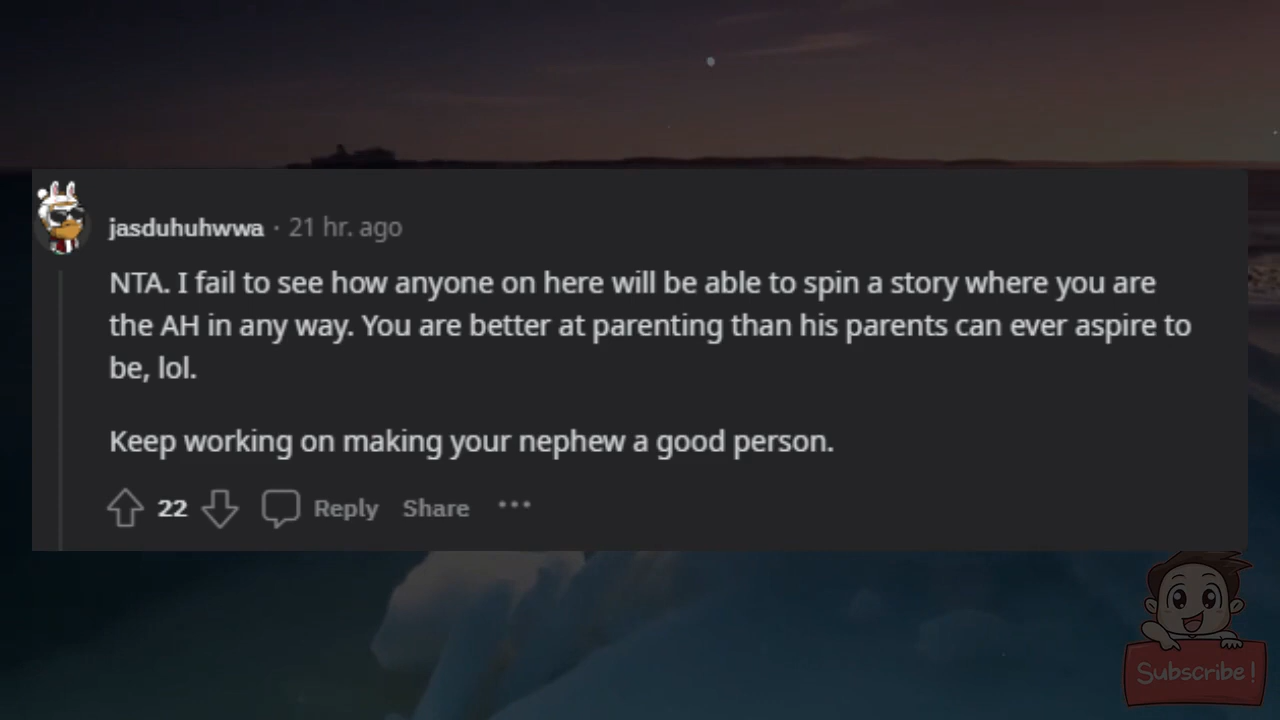 jasduhuhwwa · 21 hr. ago
NTA. I fail to see how anyone on here will be able to spin a story where you are
the AH in any way. You are better at parenting than his parents can ever aspire to
be, lol.
Keep working on making your nephew a good person.
22 Reply Share ···
Subscribe!